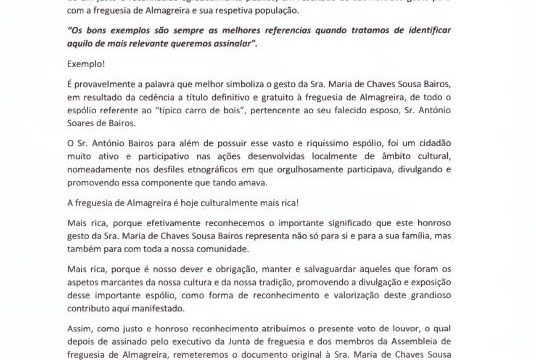 com a freguesia de Almagreira e sua respetiva população.
"Os bons exemplos são sempre as melhores referencias quando tratamos de identificar
aquilo de mais relevante queremos assinalar".
Exemplo!
É provavelmente a palavra que melhor simboliza o gesto da Sra. Maria de Chaves Sousa Bairos,
em resultado da cedência a título definitivo e gratuito à freguesia de Almagreira, de todo o
espólio referente ao "típico carro de bois", pertencente ao seu falecido esposo, Sr. António
Soares de Bairos.
O Sr. António Bairos para além de possuir esse vasto e riquíssimo espólio, foi um cidadão
muito ativo e participativo nas ações desenvolvidas localmente de âmbito cultural,
nomeadamente nos desfiles etnográficos em que orgulhosamente participava, divulgando e
promovendo essa componente que tando amava.
A freguesia de Almagreira é hoje culturalmente mais rica!
Mais rica, porque efetivamente reconhecemos o importante significado que este honroso
gesto da Sra. Maria de Chaves Sousa Bairos representa não só para si e para a sua família, mas
também para com toda a nossa comunidade.
Mais rica, porque é nosso dever e obrigação, manter e salvaguardar aqueles que foram os
aspetos marcantes da nossa cultura e da nossa tradição, promovendo a divulgação e exposição
desse importante espólio, como forma de reconhecimento e valorização deste grandioso
contributo aqui manifestado.
Assim, como justo e honroso reconhecimento atribuímos o presente voto de louvor, o qual
depois de assinado pelo executivo da Junta de freguesia e dos membros da Assembleia de
freguesia de Almagreira, remeteremos o documento original à Sra. Maria de Chaves Sousa